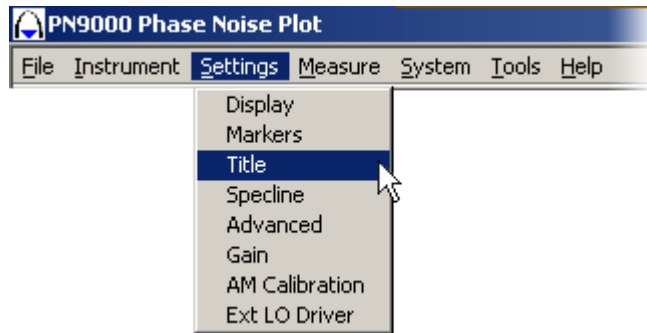 PN9000 Phase Noise Plot
File Instrument Settings Measure System Tools Help
Display
Markers
Title
Specline
Advanced
Gain
AM Calibration
Ext LO Driver